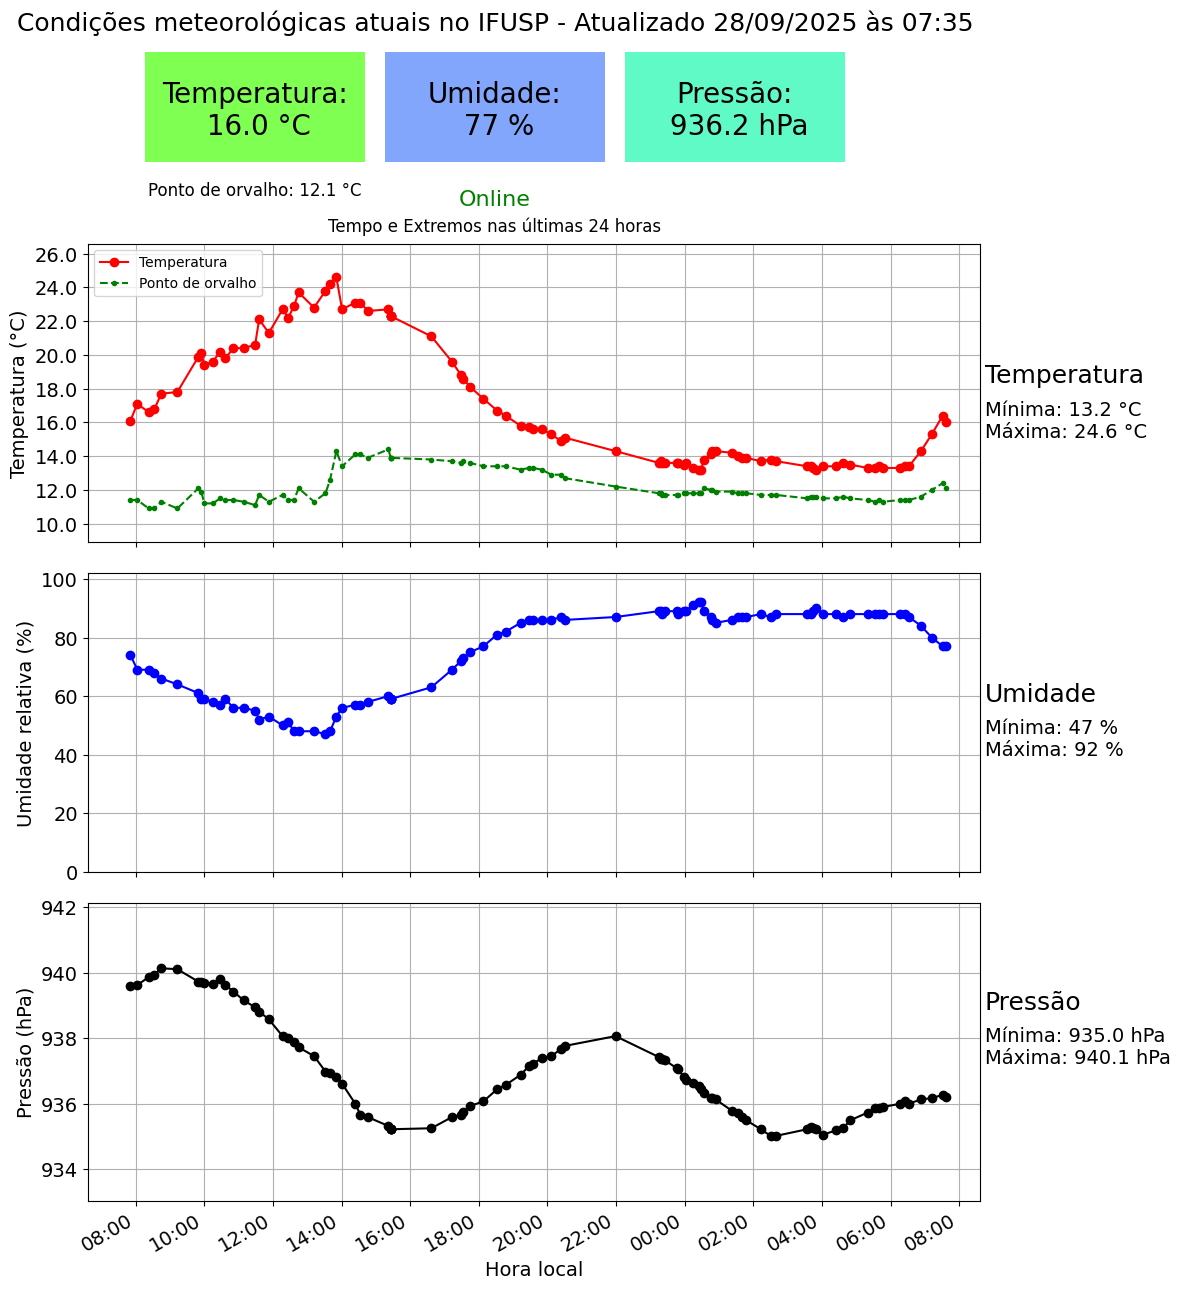 Condições meteorológicas atuais no IFUSP - Atualizado 28/09/2025 às 07:35
Temperatura:
16.0 °C
Umidade:
77 %
Pressão:
936.2 hPa
Ponto de orvalho: 12.1 °C
Online
Tempo e Extremos nas últimas 24 horas
Temperatura
Ponto de orvalho
Temperatura (°C)
26.0
24.0
22.0
20.0
18.0
16.0
14.0
12.0
10.0
Temperatura
Mínima: 13.2 °C
Máxima: 24.6 °C
Umidade relativa (%)
100
80
60
40
20
0
Umidade
Mínima: 47 %
Máxima: 92 %
Pressão (hPa)
942
940
938
936
934
Pressão
Mínima: 935.0 hPa
Máxima: 940.1 hPa
08:00
10:00
12:00
14:00
16:00
18:00
20:00
22:00
00:00
02:00
04:00
06:00
08:00
Hora local